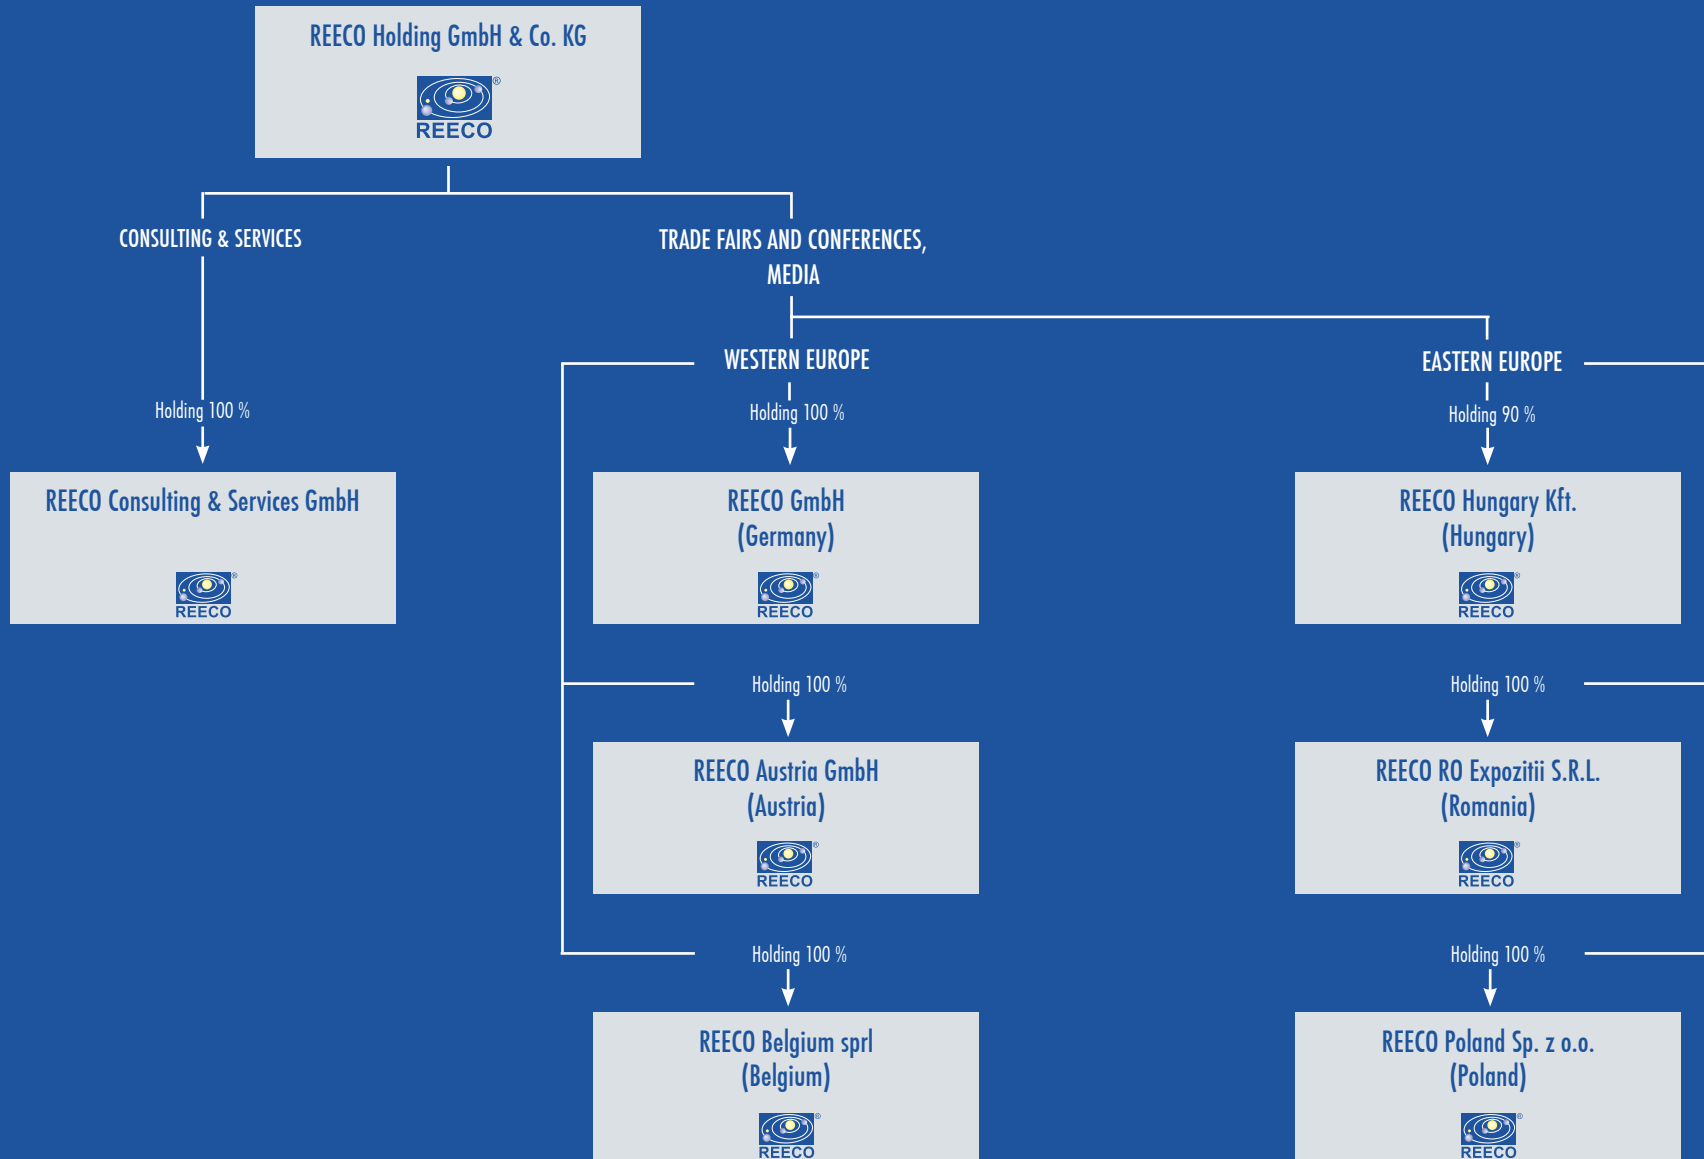 REECO Holding GmbH & Co. KG
®
REECO
CONSULTING & SERVICES
TRADE FAIRS AND CONFERENCES,
MEDIA
WESTERN EUROPE
EASTERN EUROPE
Holding 100 %
Holding 100 %
Holding 90 %
REECO Consulting & Services GmbH
®
REECO
REECO GmbH
(Germany)
®
REECO
REECO Hungary Kft.
(Hungary)
®
REECO
Holding 100 %
Holding 100 %
REECO Austria GmbH
(Austria)
®
REECO
REECO RO Expozitii S.R.L.
(Romania)
®
REECO
Holding 100 %
Holding 100 %
REECO Belgium sprl
(Belgium)
®
REECO
REECO Poland Sp. z o.o.
(Poland)
®
REECO